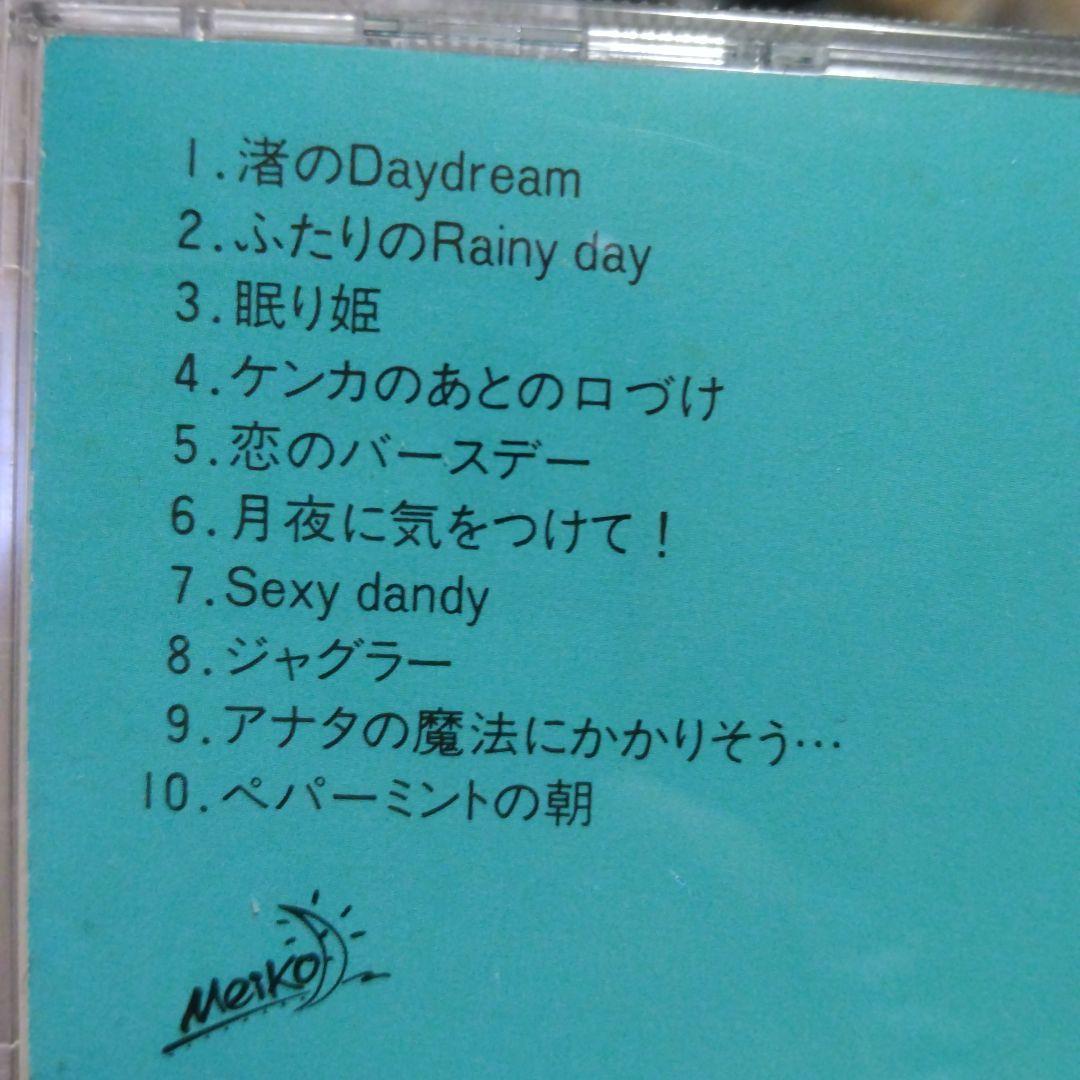 1.渚のDaydream
2.ふたりのRainy day
3.眠り姫
4.ケンカのあとの口づけ
5.恋のバースデー
6.月夜に気をつけて!
7.Sexy dandy
8.ジャグラー
9.アナタの魔法にかかりそう…
10.ペパーミントの朝
Meiko